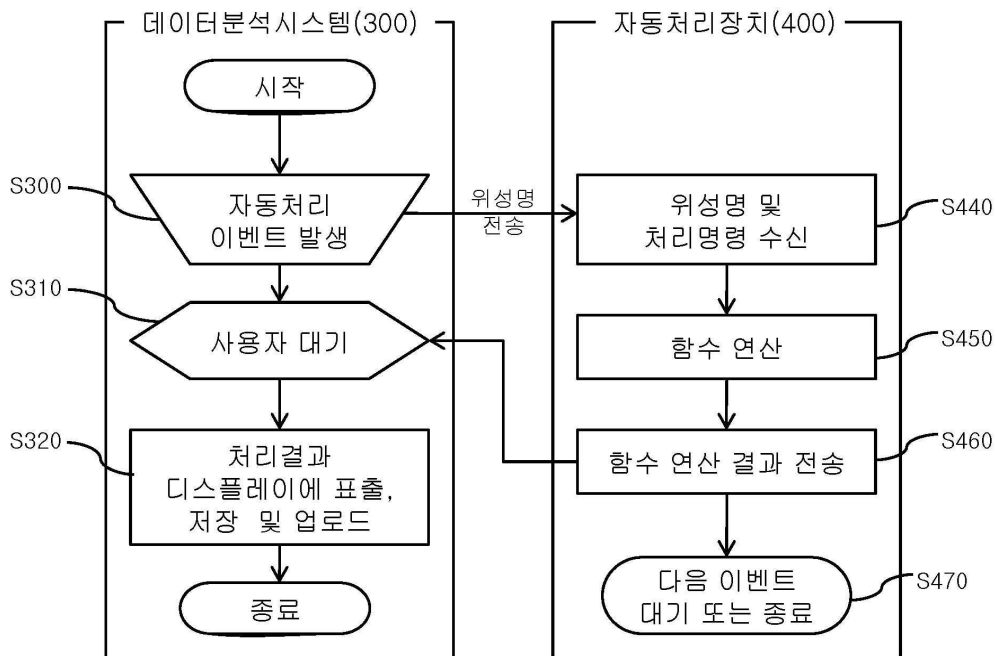 데이터분석시스템(300)
자동처리장치(400)
시작
S300
자동처리
이벤트 발생
위성명
전송
위성명 및
처리명령 수신
S440
S310
사용자 대기
함수 연산
S450
S320
처리결과
디스플레이에 표출,
저장 및 업로드
함수 연산 결과 전송
S460
종료
다음 이벤트
대기 또는 종료
S470